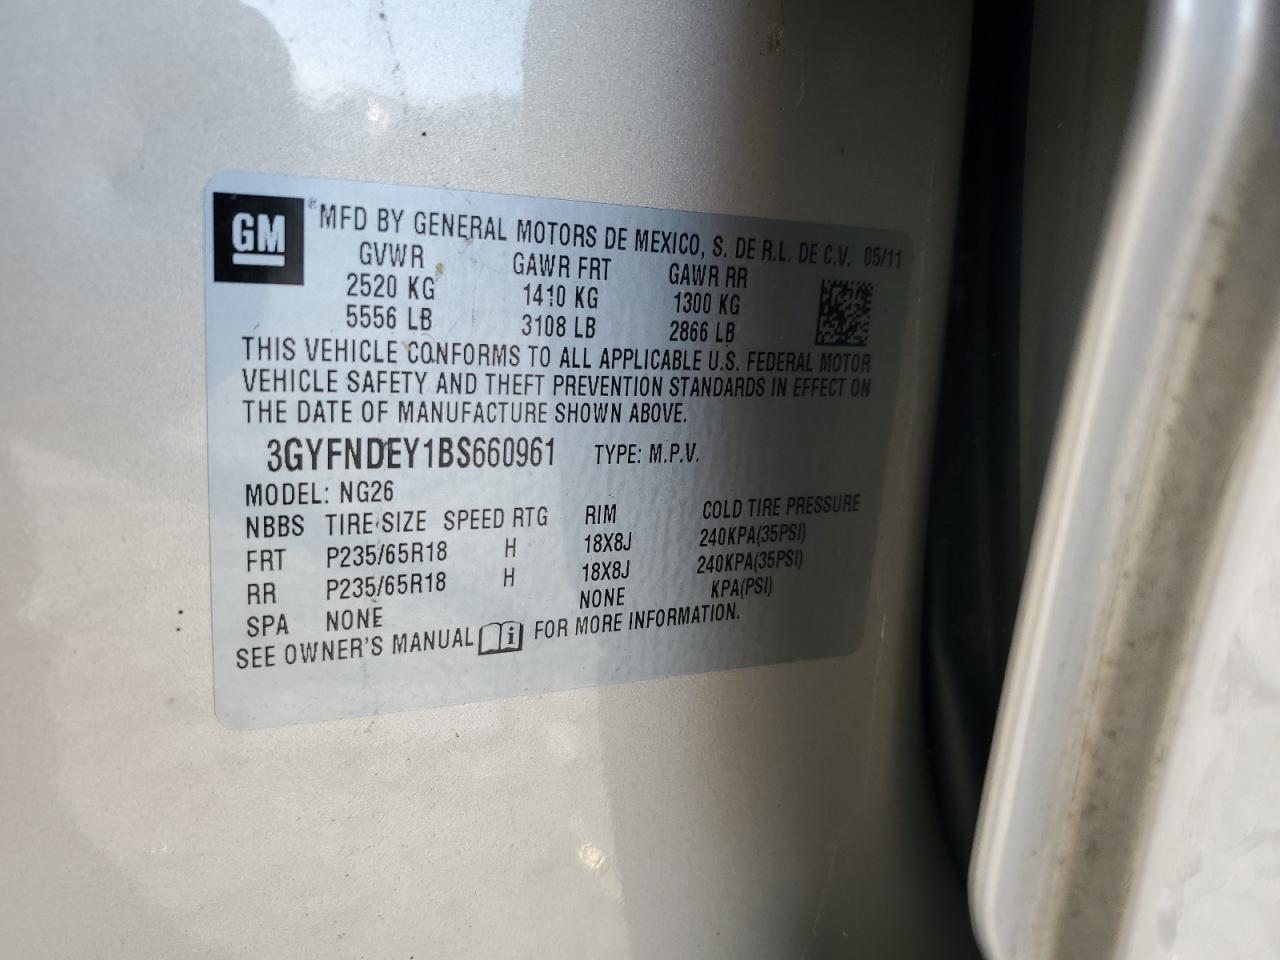 GM
® MFD BY GENERAL MOTORS DE MEXICO, S. DE R.L. DE C.V. 05/11
GVWR GAWR FRT GAWR RR
2520 KG 1410 KG 1300 KG
5556 LB 3108 LB 2866 LB
THIS VEHICLE CONFORMS TO ALL APPLICABLE U.S. FEDERAL MOTOR
VEHICLE SAFETY AND THEFT PREVENTION STANDARDS IN EFFECT ON
THE DATE OF MANUFACTURE SHOWN ABOVE.
3GYFNDEY1BS660961 TYPE: M.P.V.
MODEL: NG26
NBBS TIRE SIZE SPEED RTG RIM COLD TIRE PRESSURE
FRT P235/65R18 H 18X8J 240KPA(35PSI)
RR P235/65R18 H 18X8J 240KPA(35PSI)
SPA NONE NONE KPA(PSI)
SEE OWNER'S MANUAL i FOR MORE INFORMATION.